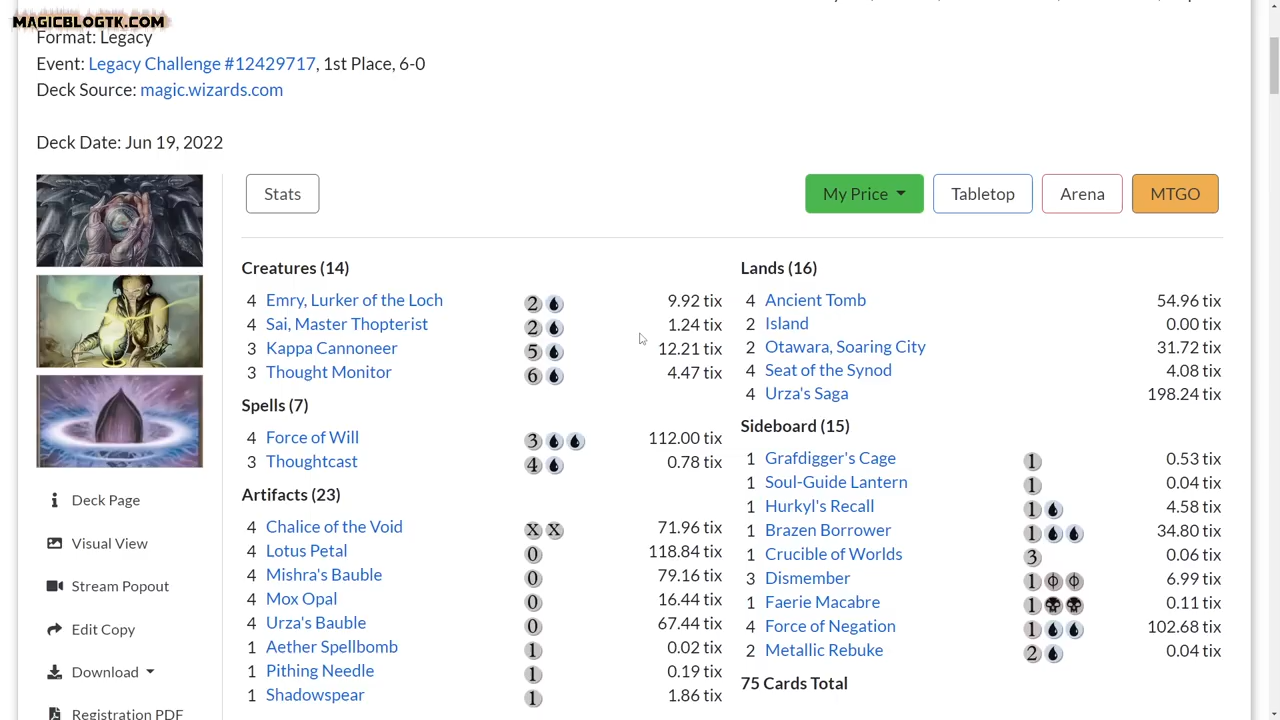 MAGICBLOGTK.COM
Format: Legacy
Event: Legacy Challenge #12429717, 1st Place, 6-0
Deck Source: magic.wizards.com
Deck Date: Jun 19, 2022
Stats
My Price
Tabletop
Arena
MTGO
Creatures (14)
4 Emry, Lurker of the Loch 2 9.92 tix
4 Sai, Master Thopterist 2 1.24 tix
3 Kappa Cannoneer 5 12.21 tix
3 Thought Monitor 6 4.47 tix
Spells (7)
4 Force of Will 3 112.00 tix
3 Thoughtcast 4 0.78 tix
Artifacts (23)
4 Chalice of the Void X X 71.96 tix
4 Lotus Petal 0 118.84 tix
4 Mishra's Bauble 0 79.16 tix
4 Mox Opal 0 16.44 tix
4 Urza's Bauble 0 67.44 tix
1 Aether Spellbomb 1 0.02 tix
1 Pithing Needle 1 0.19 tix
1 Shadowspear 1 1.86 tix
Lands (16)
4 Ancient Tomb 54.96 tix
2 Island 0.00 tix
2 Otawara, Soaring City 31.72 tix
4 Seat of the Synod 4.08 tix
4 Urza's Saga 198.24 tix
Sideboard (15)
1 Grafdigger's Cage 1 0.53 tix
1 Soul-Guide Lantern 1 0.04 tix
1 Hurkyl's Recall 1 4.58 tix
1 Brazen Borrower 1 34.80 tix
1 Crucible of Worlds 3 0.06 tix
3 Dismember 1 6.99 tix
1 Faerie Macabre 1 0.11 tix
4 Force of Negation 1 102.68 tix
2 Metallic Rebuke 2 0.04 tix
75 Cards Total
Deck Page
Visual View
Stream Popout
Edit Copy
Download
Registration PDF